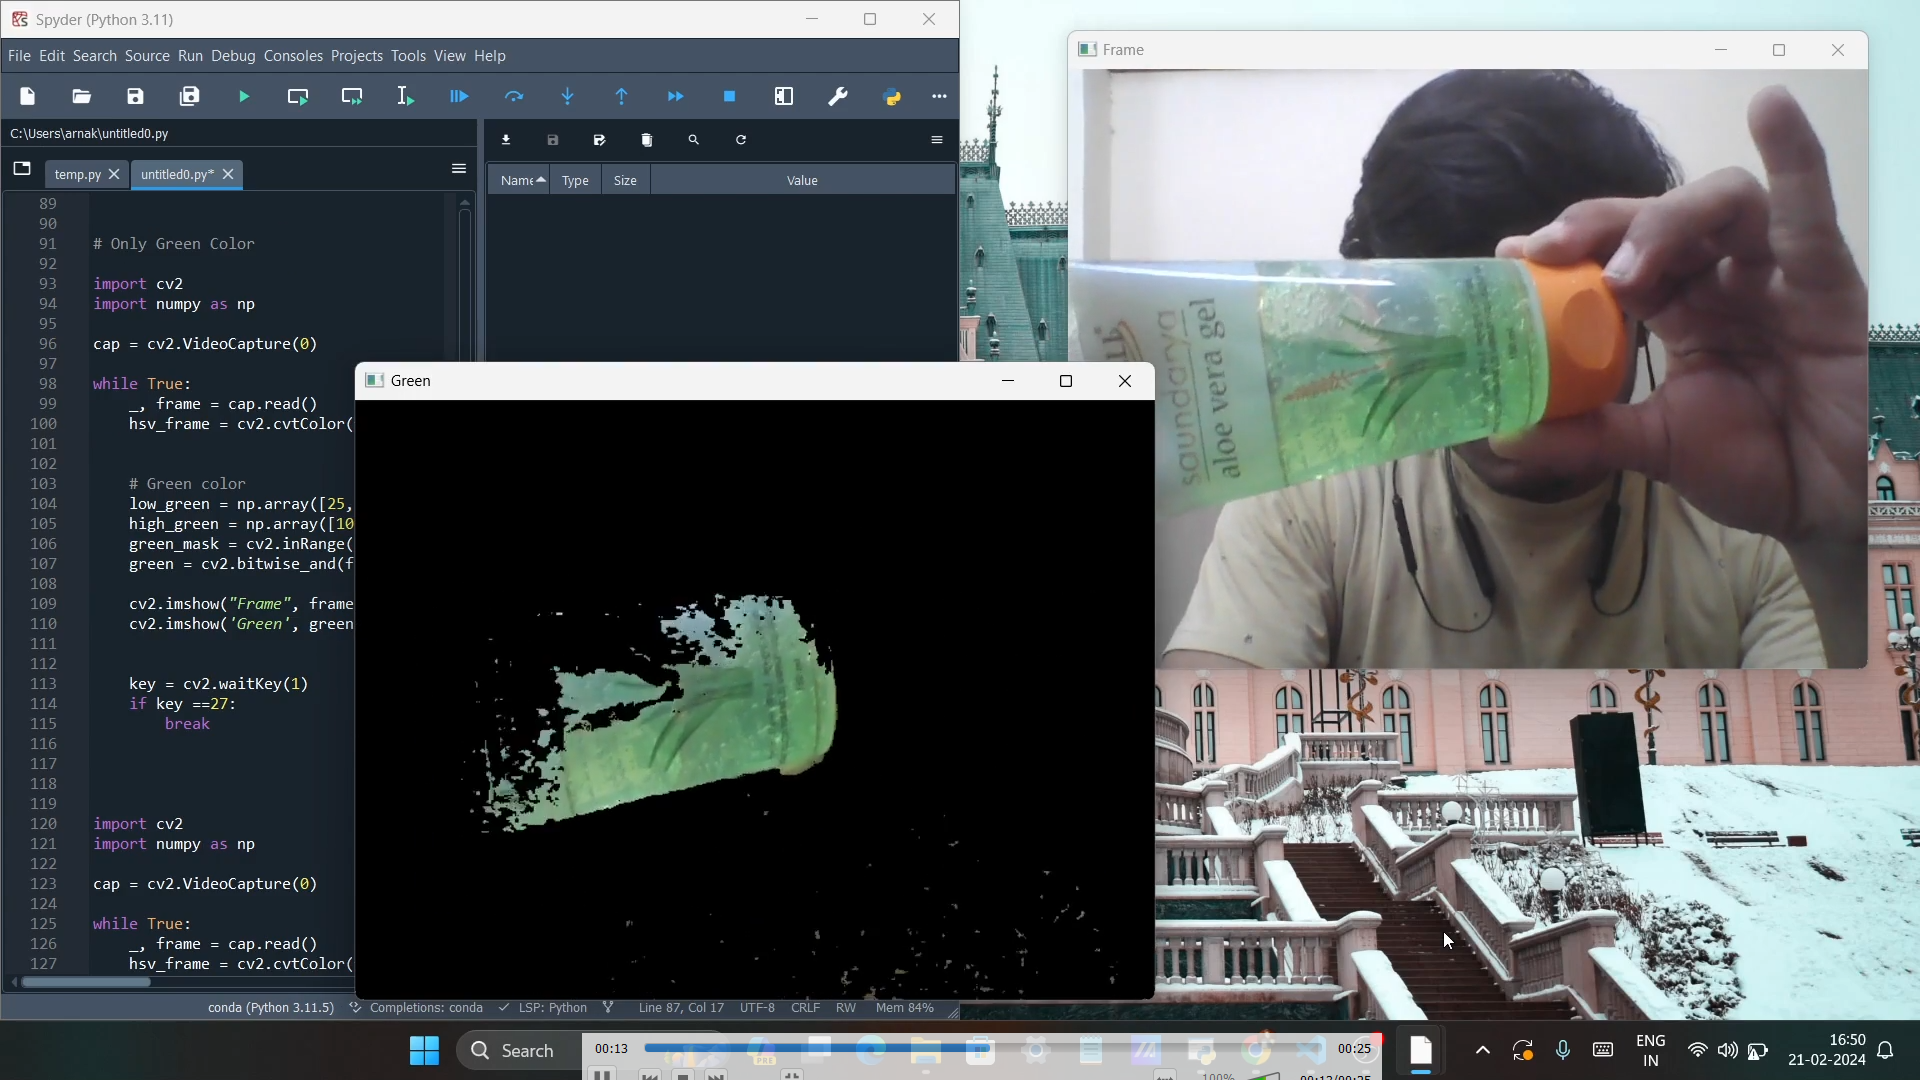 Spyder (Python 3.11)
File Edit Search Source Run Debug Consoles Projects Tools View Help
C:\Users\arnak\untitled0.py
temp.py
untitled0.py*
Name Type Size Value
89
90
91 # Only Green Color
92
93 import cv2
94 import numpy as np
95
96 cap = cv2.VideoCapture(0)
97
98 while True:
99 _, frame = cap.read()
100 hsv_frame = cv2.cvtColor(
101
102
103 # Green color
104 low_green = np.array([25,
105 high_green = np.array([10
106 green_mask = cv2.inRange(
107 green = cv2.bitwise_and(f
108
109 cv2.imshow("Frame", frame
110 cv2.imshow('Green', green
111
112
113 key = cv2.waitKey(1)
114 if key ==27:
115 break
116
117
118
119
120 import cv2
121 import numpy as np
122
123 cap = cv2.VideoCapture(0)
124
125 while True:
126 _, frame = cap.read()
127 hsv_frame = cv2.cvtColor(
conda (Python 3.11.5) Completions: conda LSP: Python Line 87, Col 17 UTF-8 CRLF RW Mem 84%
Green
Frame
saundarya
aloe vera gel
Search
00:13
00:25
PRE
100%
00:13/00:25
ENG
IN
16:50
21-02-2024